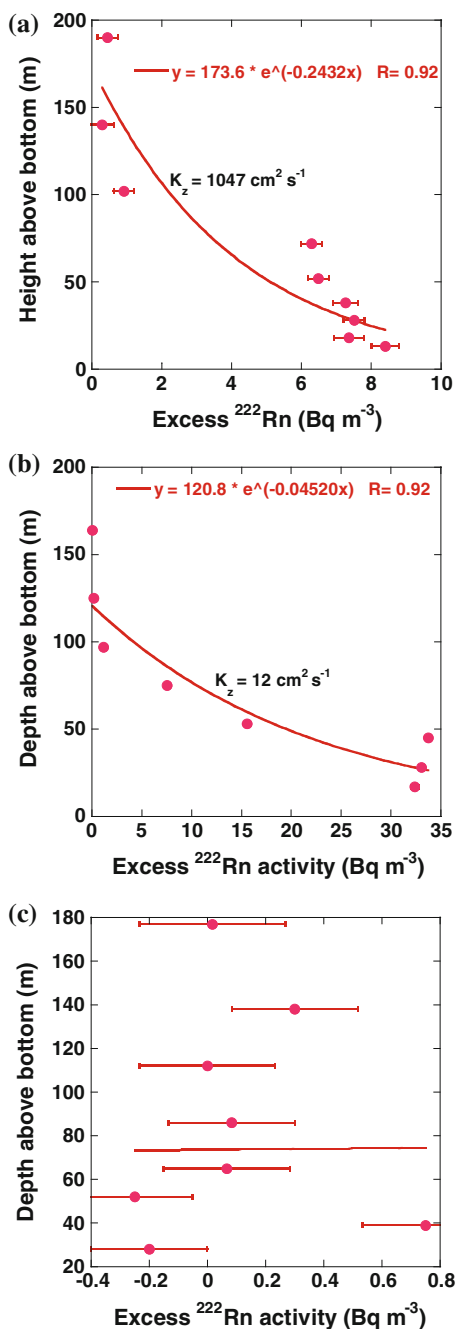 (a)
200
y = 173.6 * e^(-0.2432x) R= 0.92
150
K_z = 1047 cm² s⁻¹
100
50
0
Height above bottom (m)
0 2 4 6 8 10
Excess ²²²Rn (Bq m⁻³)
(b)
200
y = 120.8 * e^(-0.04520x) R= 0.92
150
100
K_z = 12 cm² s⁻¹
50
0
Depth above bottom (m)
0 5 10 15 20 25 30 35
Excess ²²²Rn activity (Bq m⁻³)
(c)
180
160
140
120
100
80
60
40
20
Depth above bottom (m)
-0.4 -0.2 0 0.2 0.4 0.6 0.8
Excess ²²²Rn activity (Bq m⁻³)